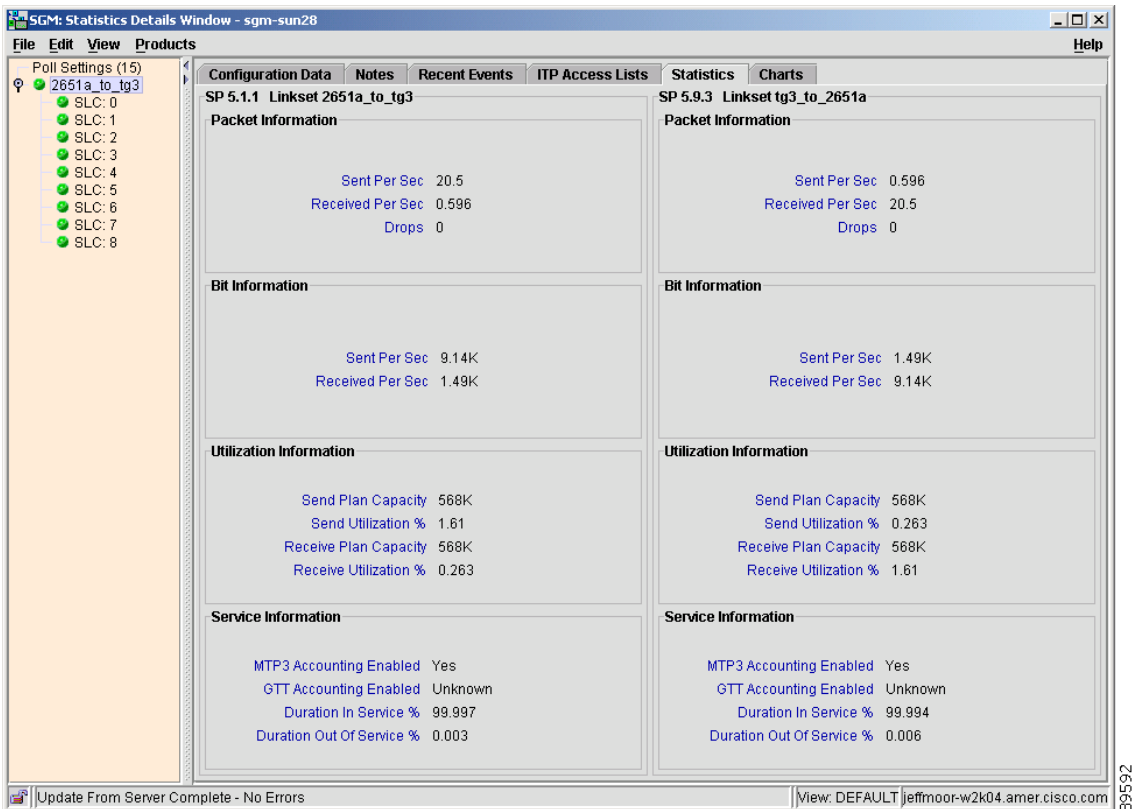 SGM: Statistics Details Window - sgm-sun28
File Edit View Products Help
Poll Settings (15)
2651a_to_tg3
SLC: 0
SLC: 1
SLC: 2
SLC: 3
SLC: 4
SLC: 5
SLC: 6
SLC: 7
SLC: 8
Configuration Data Notes Recent Events ITP Access Lists Statistics Charts
SP 5.1.1 Linkset 2651a_to_tg3
Packet Information
Sent Per Sec 20.5
Received Per Sec 0.596
Drops 0
Bit Information
Sent Per Sec 9.14K
Received Per Sec 1.49K
Utilization Information
Send Plan Capacity 568K
Send Utilization % 1.61
Receive Plan Capacity 568K
Receive Utilization % 0.263
Service Information
MTP3 Accounting Enabled Yes
GTT Accounting Enabled Unknown
Duration In Service % 99.997
Duration Out Of Service % 0.003
SP 5.9.3 Linkset tg3_to_2651a
Packet Information
Sent Per Sec 0.596
Received Per Sec 20.5
Drops 0
Bit Information
Sent Per Sec 1.49K
Received Per Sec 9.14K
Utilization Information
Send Plan Capacity 568K
Send Utilization % 0.263
Receive Plan Capacity 568K
Receive Utilization % 1.61
Service Information
MTP3 Accounting Enabled Yes
GTT Accounting Enabled Unknown
Duration In Service % 99.994
Duration Out Of Service % 0.006
Update From Server Complete - No Errors
View: DEFAULT
jeffmoor-w2k04.amer.cisco.com
89592